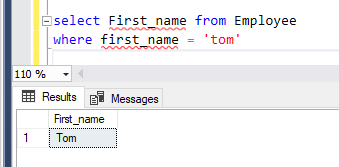 select First_name from Employee
where first_name = 'tom'
110 %
Results Messages
First_name
1 Tom